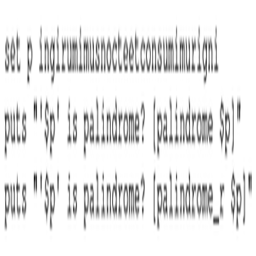 set p ingirumimusnocteetconsumimurigni
puts "'$p' is palindrome? [palindrome $p]"
puts "'$p' is palindrome? [palindrome_r $p]"